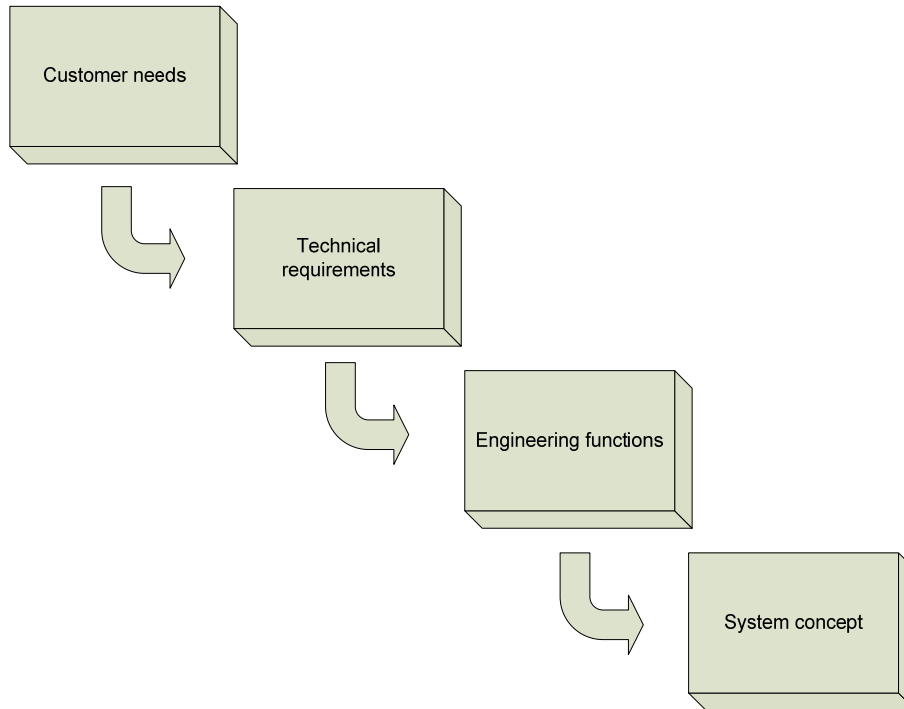 Customer needs
Technical
requirements
Engineering functions
System concept